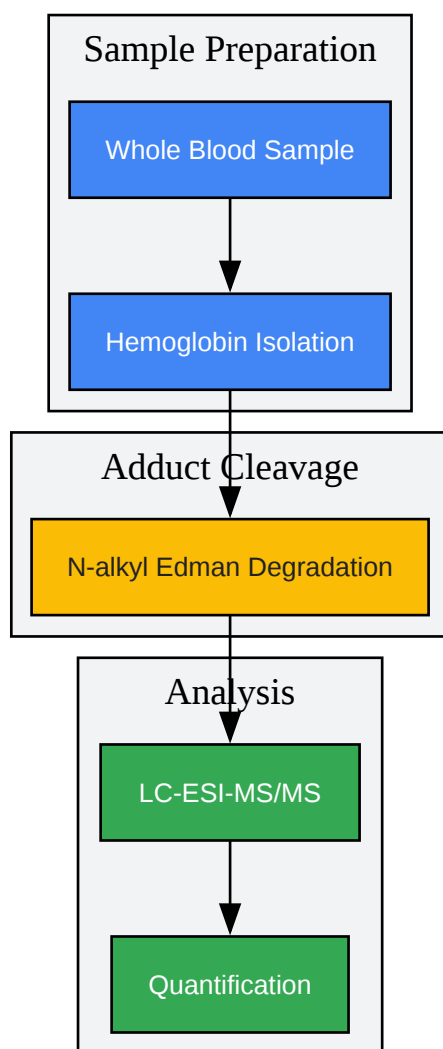 Sample Preparation
Whole Blood Sample
Hemoglobin Isolation
Adduct Cleavage
N-alkyl Edman Degradation
Analysis
LC-ESI-MS/MS
Quantification